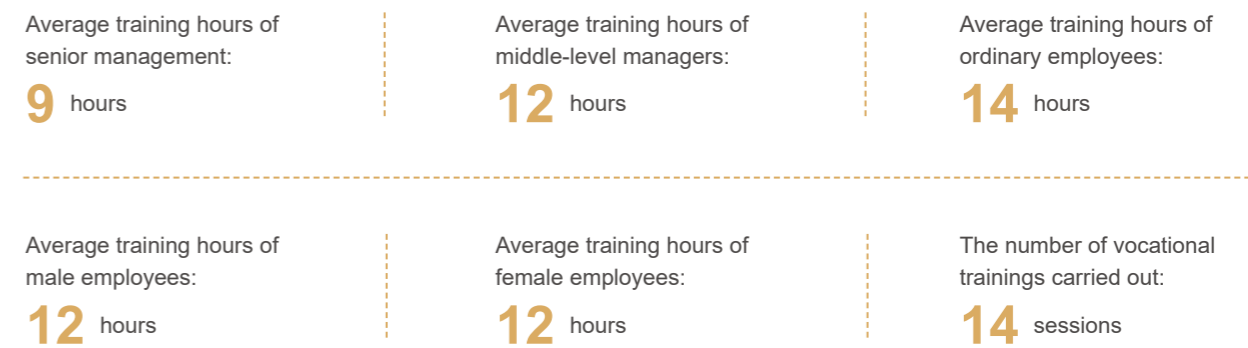 Average training hours of
senior management:
9 hours
Average training hours of
middle-level managers:
12 hours
Average training hours of
ordinary employees:
14 hours
Average training hours of
male employees:
12 hours
Average training hours of
female employees:
12 hours
The number of vocational
trainings carried out:
14 sessions